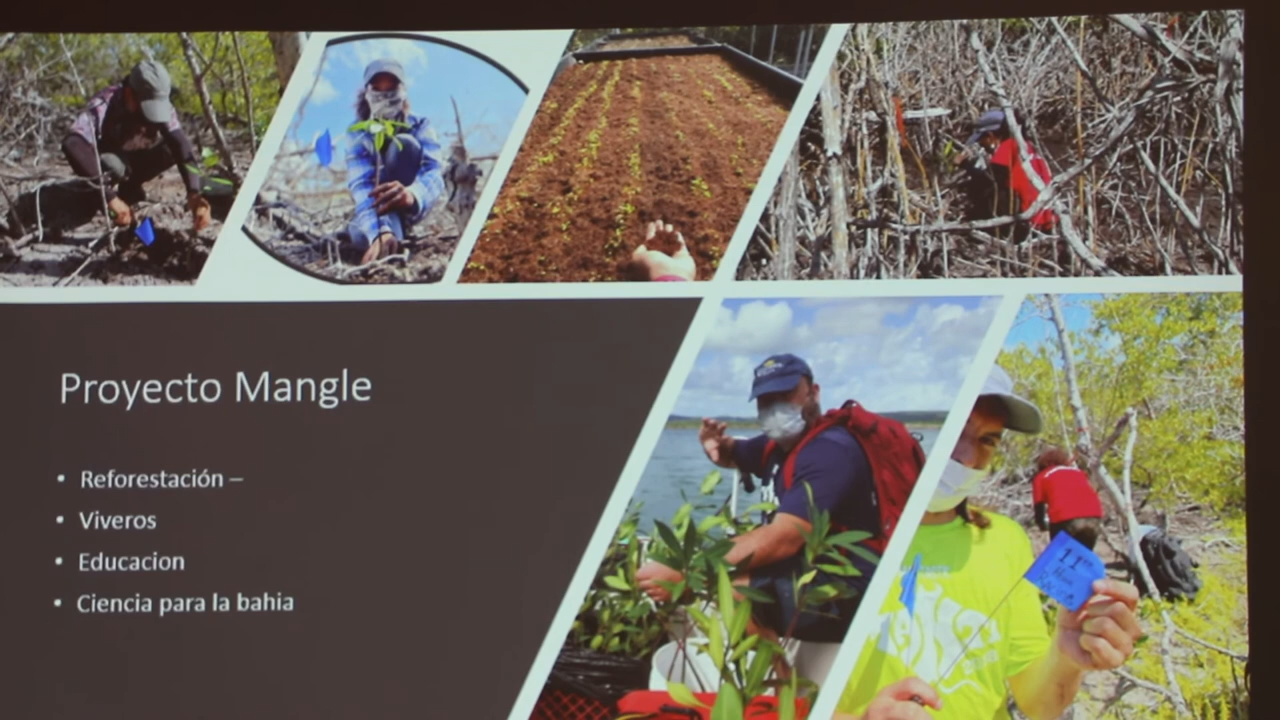 Proyecto Mangle
• Reforestación –
• Viveros
• Educacion
• Ciencia para la bahia
11